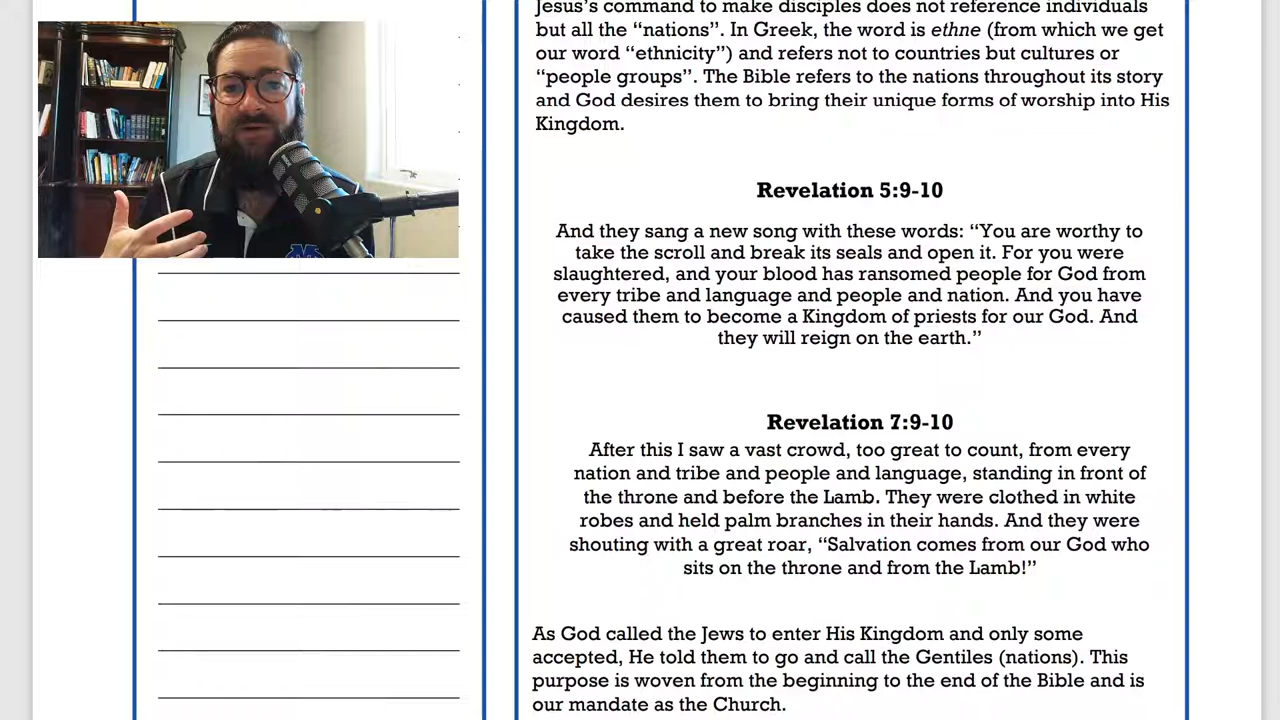 Jesus’s command to make disciples does not reference individuals
but all the “nations”. In Greek, the word is ethne (from which we get
our word “ethnicity”) and refers not to countries but cultures or
“people groups”. The Bible refers to the nations throughout its story
and God desires them to bring their unique forms of worship into His
Kingdom.
Revelation 5:9-10
And they sang a new song with these words: “You are worthy to
take the scroll and break its seals and open it. For you were
slaughtered, and your blood has ransomed people for God from
every tribe and language and people and nation. And you have
caused them to become a Kingdom of priests for our God. And
they will reign on the earth.”
Revelation 7:9-10
After this I saw a vast crowd, too great to count, from every
nation and tribe and people and language, standing in front of
the throne and before the Lamb. They were clothed in white
robes and held palm branches in their hands. And they were
shouting with a great roar, “Salvation comes from our God who
sits on the throne and from the Lamb!”
As God called the Jews to enter His Kingdom and only some
accepted, He told them to go and call the Gentiles (nations). This
purpose is woven from the beginning to the end of the Bible and is
our mandate as the Church.